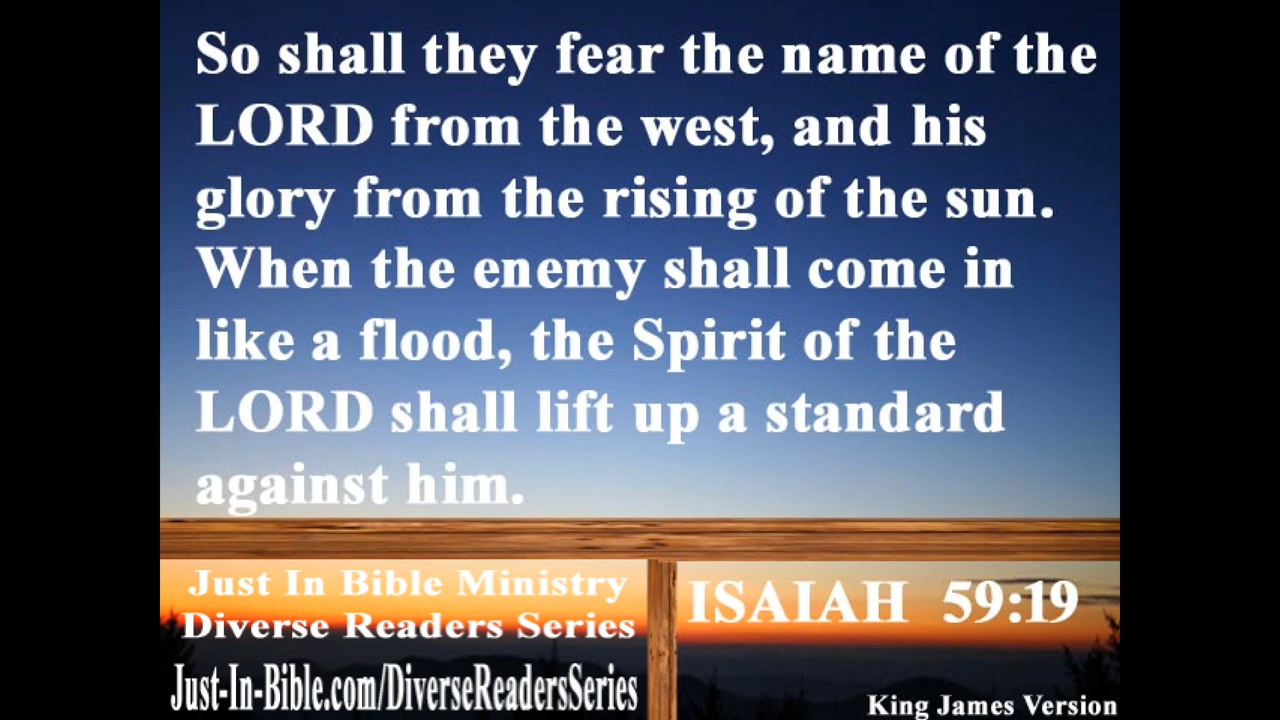 So shall they fear the name of the
LORD from the west, and his
glory from the rising of the sun.
When the enemy shall come in
like a flood, the Spirit of the
LORD shall lift up a standard
against him.
Just In Bible Ministry
Diverse Readers Series
Just-In-Bible.com/DiverseReadersSeries
ISAIAH 59:19
King James Version